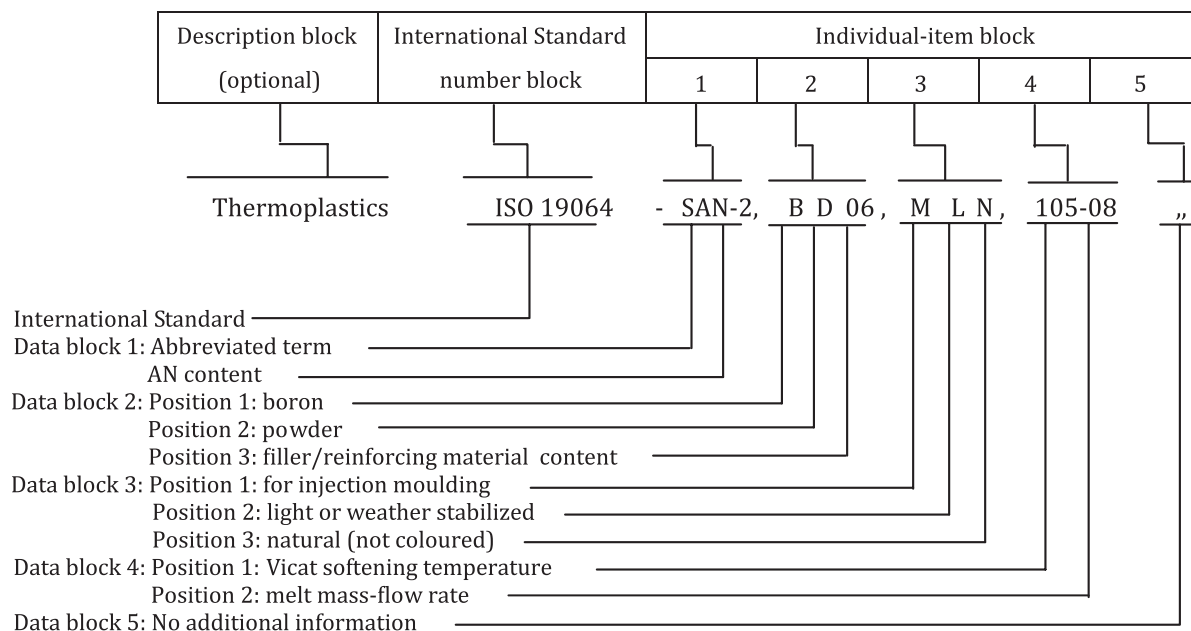 Description block International Standard Individual-item block
(optional) number block 1 2 3 4 5
Thermoplastics ISO 19064 - SAN-2, B D 06, M L N, 105-08 ,,
International Standard
Data block 1: Abbreviated term
AN content
Data block 2: Position 1: boron
Position 2: powder
Position 3: filler/reinforcing material content
Data block 3: Position 1: for injection moulding
Position 2: light or weather stabilized
Position 3: natural (not coloured)
Data block 4: Position 1: Vicat softening temperature
Position 2: melt mass-flow rate
Data block 5: No additional information